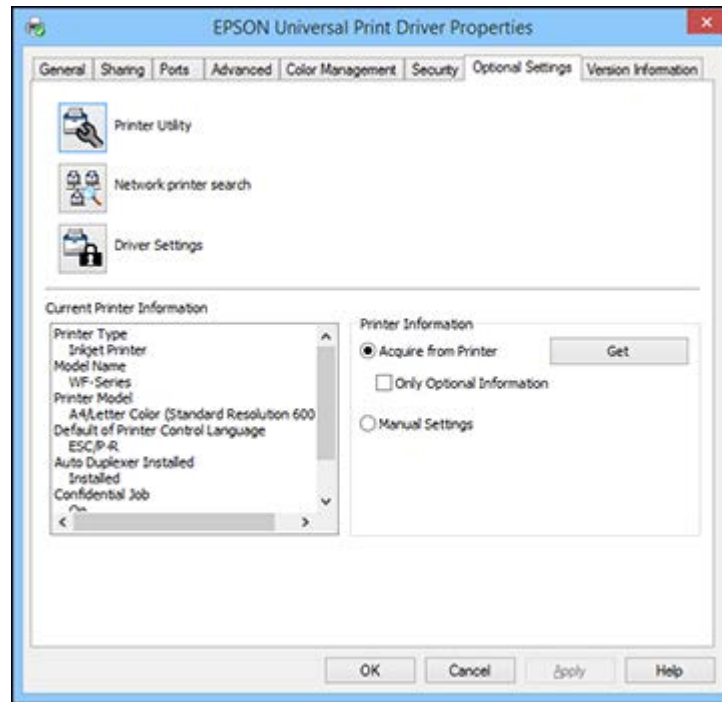 EPSON Universal Print Driver Properties
General Sharing Ports Advanced Color Management Security Optional Settings Version Information
Printer Utility
Network printer search
Driver Settings
Current Printer Information
Printer Type
Inkjet Printer
Model Name
WF-Series
Printer Model
A4/Letter Color (Standard Resolution 600
Default of Printer Control Language
ESC/P-R
Auto Duplexer Installed
Installed
Confidential Job
On
Printer Information
Acquire from Printer Get
Only Optional Information
Manual Settings
OK Cancel Apply Help